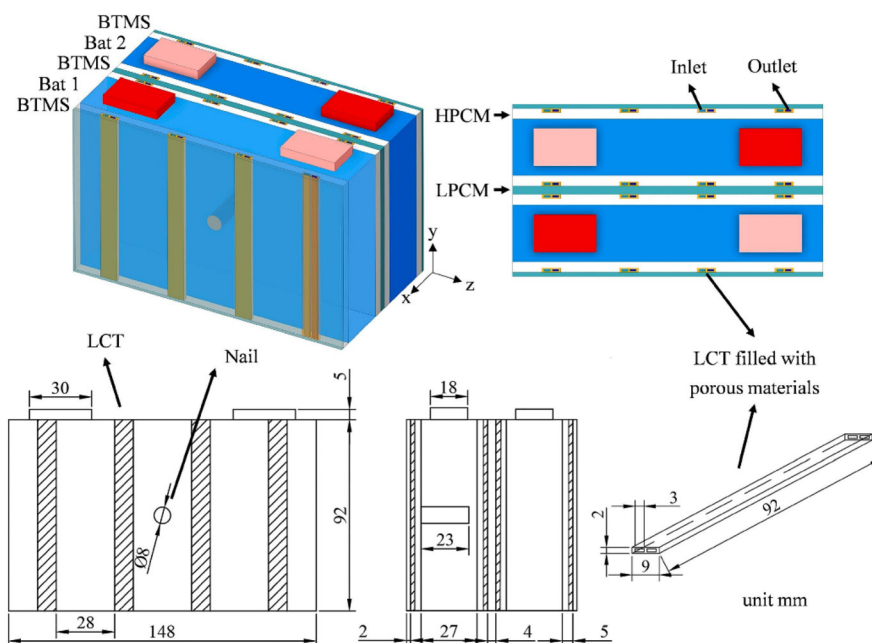 BTMS
Bat 2
BTMS
Bat 1
BTMS
y
z
x
Inlet
Outlet
HPCM
LPCM
LCT filled with
porous materials
LCT
Nail
30
5
92
Ø8
28
148
18
23
2
27
4
5
2
3
9
92
unit mm